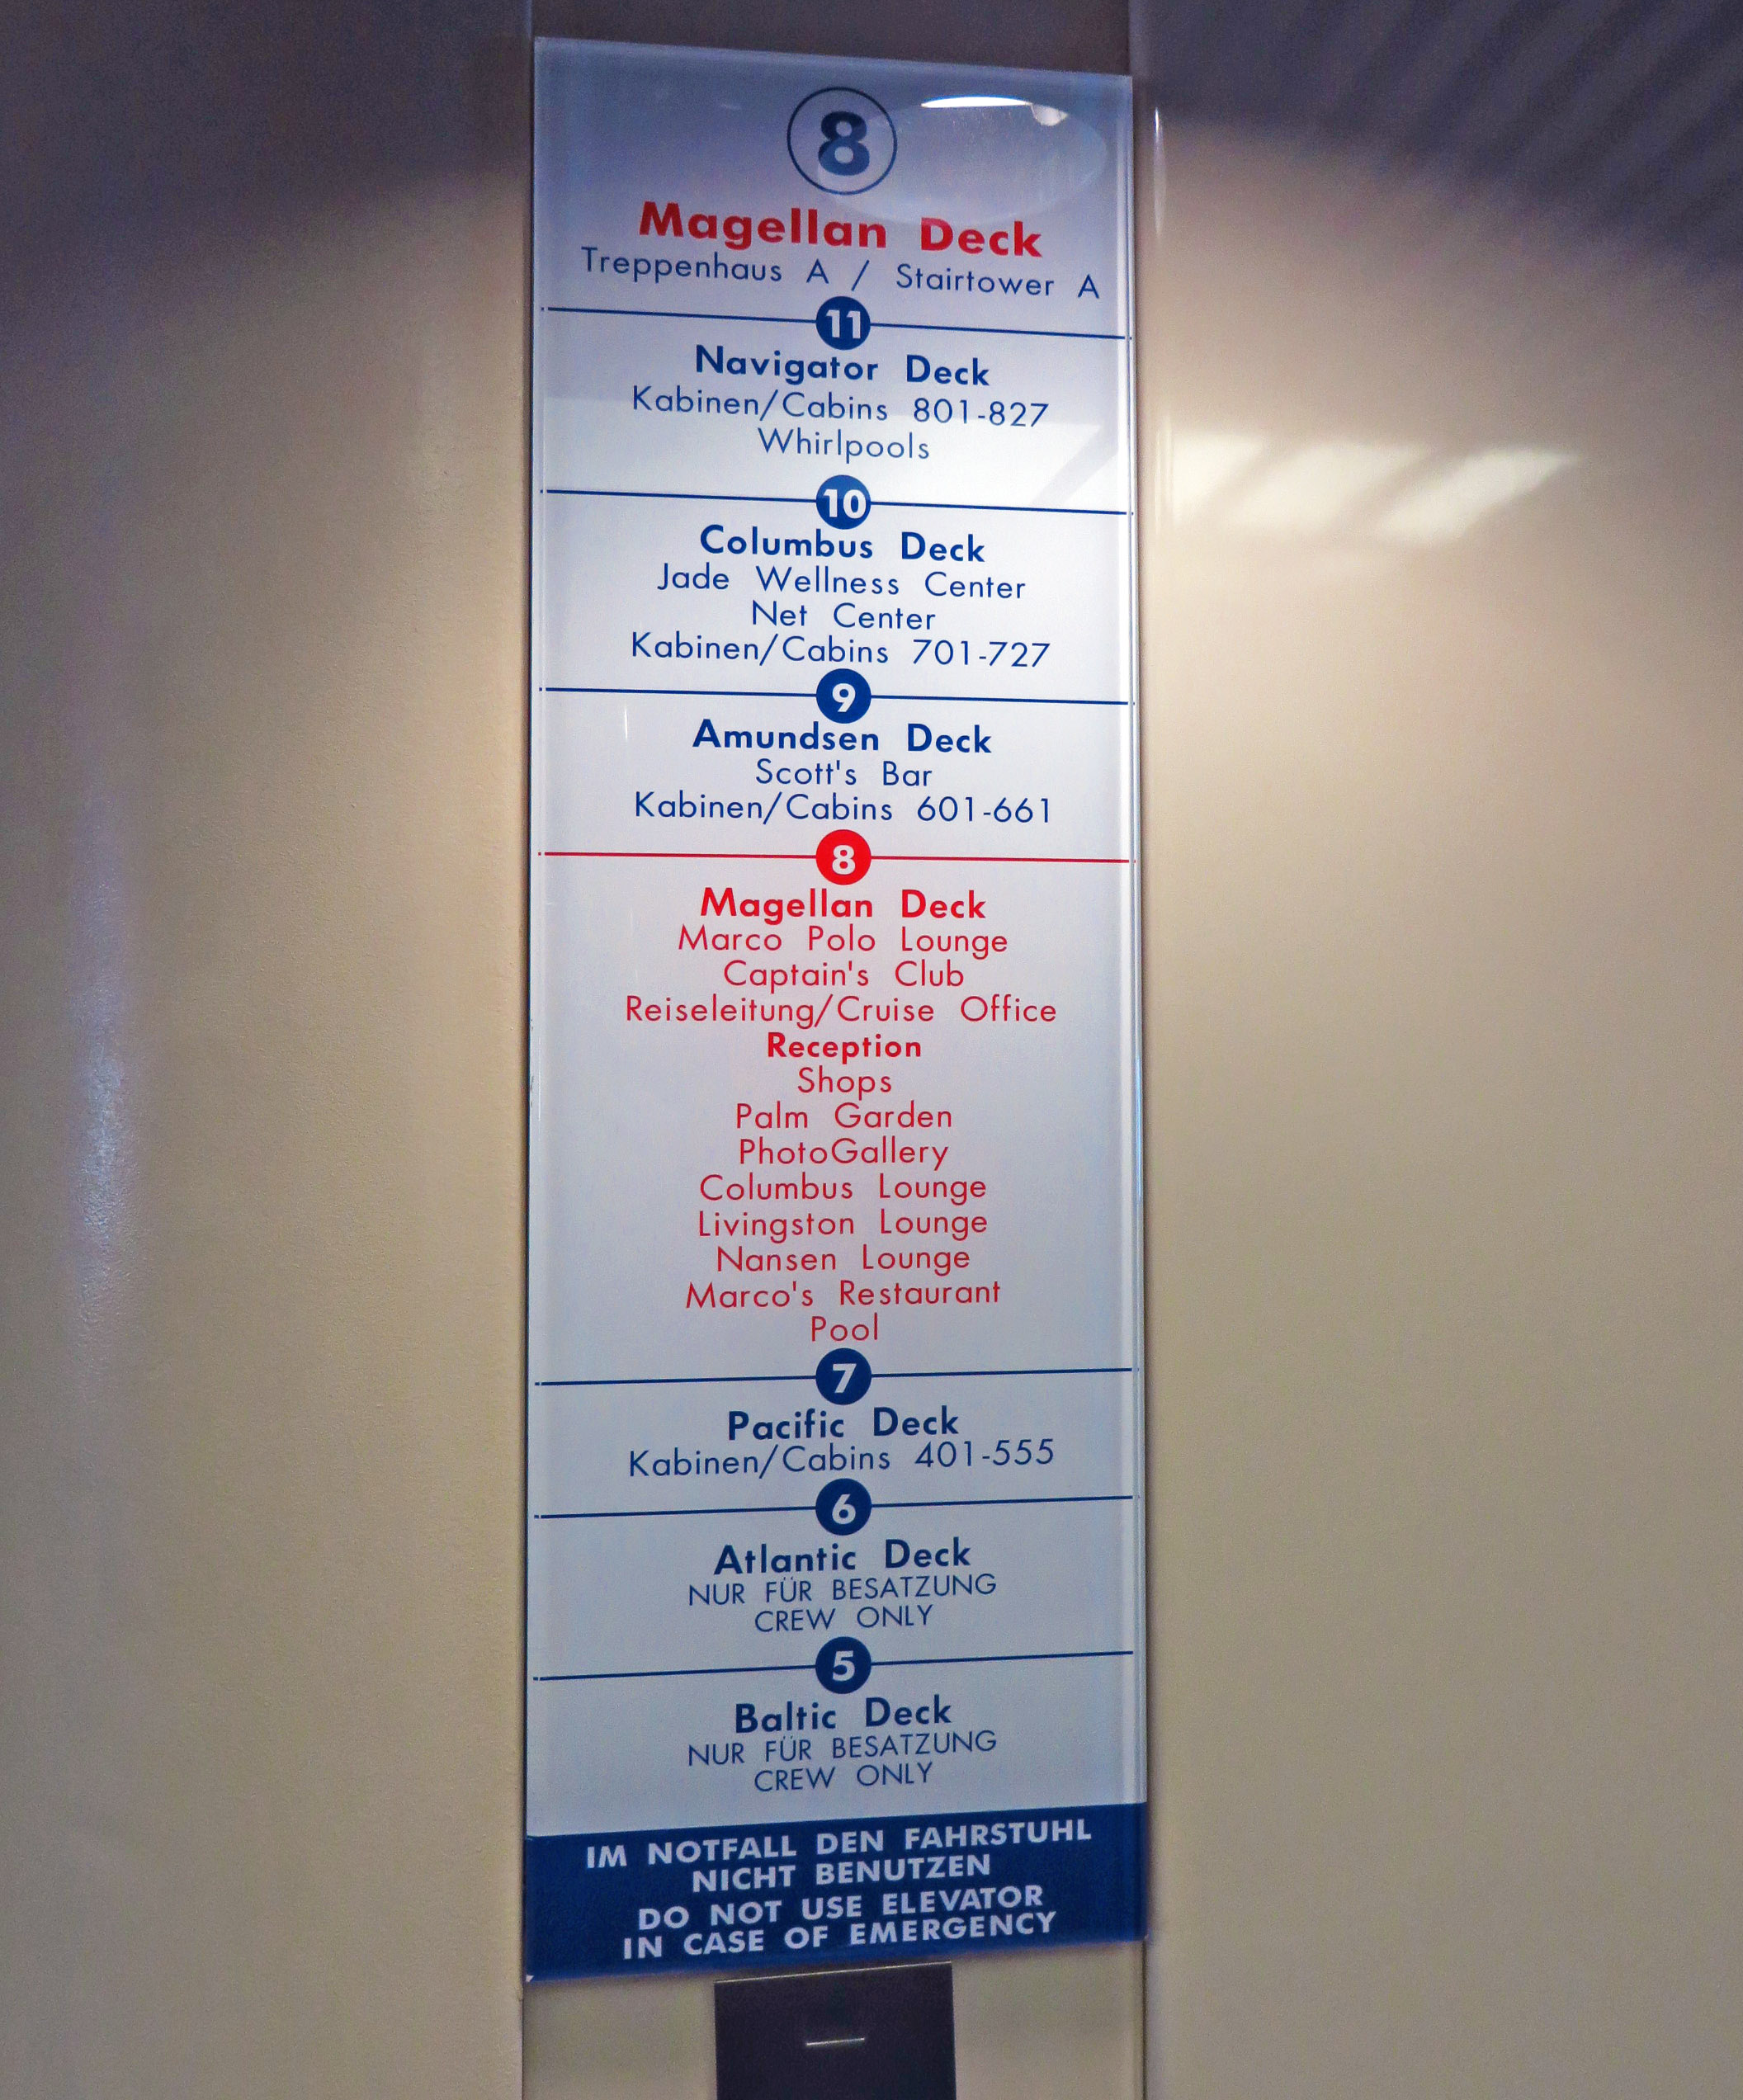 8
Magellan Deck
Treppenhaus A / Stairtower A
11
Navigator Deck
Kabinen/Cabins 801-827
Whirlpools
10
Columbus Deck
Jade Wellness Center
Net Center
Kabinen/Cabins 701-727
9
Amundsen Deck
Scott's Bar
Kabinen/Cabins 601-661
8
Magellan Deck
Marco Polo Lounge
Captain's Club
Reiseleitung/Cruise Office
Reception
Shops
Palm Garden
PhotoGallery
Columbus Lounge
Livingston Lounge
Nansen Lounge
Marco's Restaurant
Pool
7
Pacific Deck
Kabinen/Cabins 401-555
6
Atlantic Deck
NUR FÜR BESATZUNG
CREW ONLY
5
Baltic Deck
NUR FÜR BESATZUNG
CREW ONLY
IM NOTFALL DEN FAHRSTUHL
NICHT BENUTZEN
DO NOT USE ELEVATOR
IN CASE OF EMERGENCY